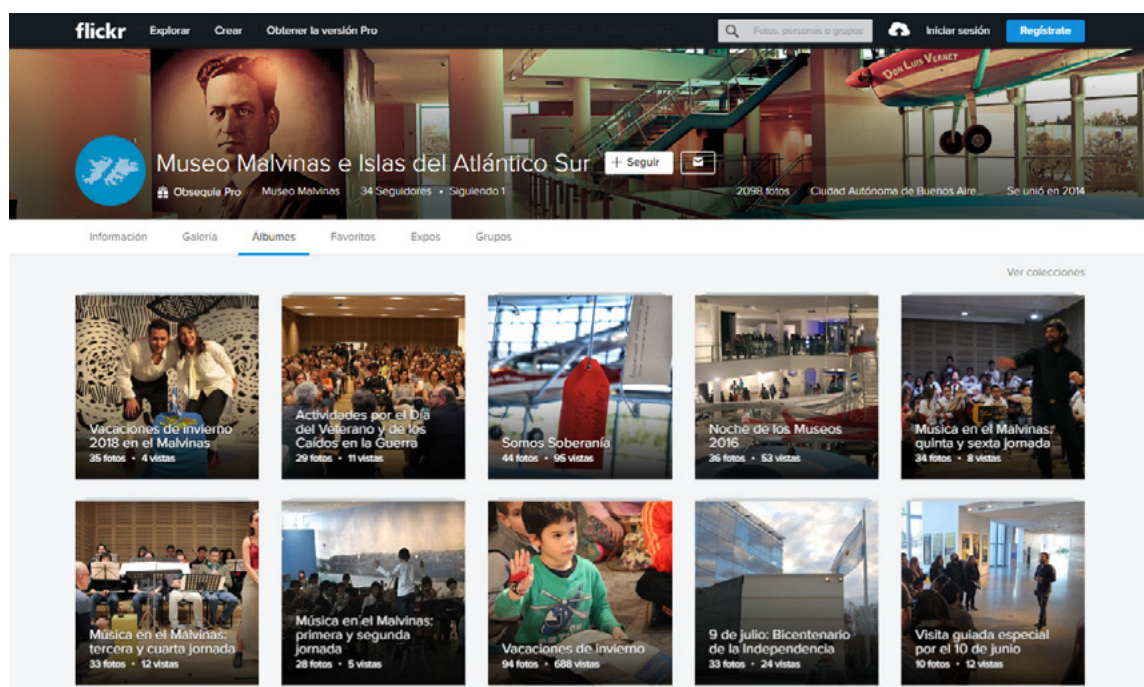 flickr Explorar Crear Obtener la versión Pro Fotos, personas o grupos Iniciar sesión Regístrate
DON LUIS VERNET
Museo Malvinas e Islas del Atlántico Sur + Seguir
Obsequia Pro Museo Malvinas 34 Seguidores • Siguiendo 1 2098 fotos Ciudad Autónoma de Buenos Aire... Se unió en 2014
Información Galería Álbumes Favoritos Expos Grupos
Ver colecciones
Vacaciones de invierno
2018 en el Malvinas
35 fotos • 4 vistas
Actividades por el Día
del Veterano y de los
Caídos en la Guerra
29 fotos • 11 vistas
Somos Soberanía
44 fotos • 95 vistas
Noche de los Museos
2016
36 fotos • 53 vistas
Música en el Malvinas:
quinta y sexta jornada
34 fotos • 8 vistas
Música en el Malvinas:
tercera y cuarta jornada
33 fotos • 12 vistas
Música en el Malvinas:
primera y segunda
jornada
28 fotos • 5 vistas
Vacaciones de invierno
94 fotos • 688 vistas
9 de julio: Bicentenario
de la Independencia
33 fotos • 24 vistas
Visita guiada especial
por el 10 de junio
10 fotos • 12 vistas